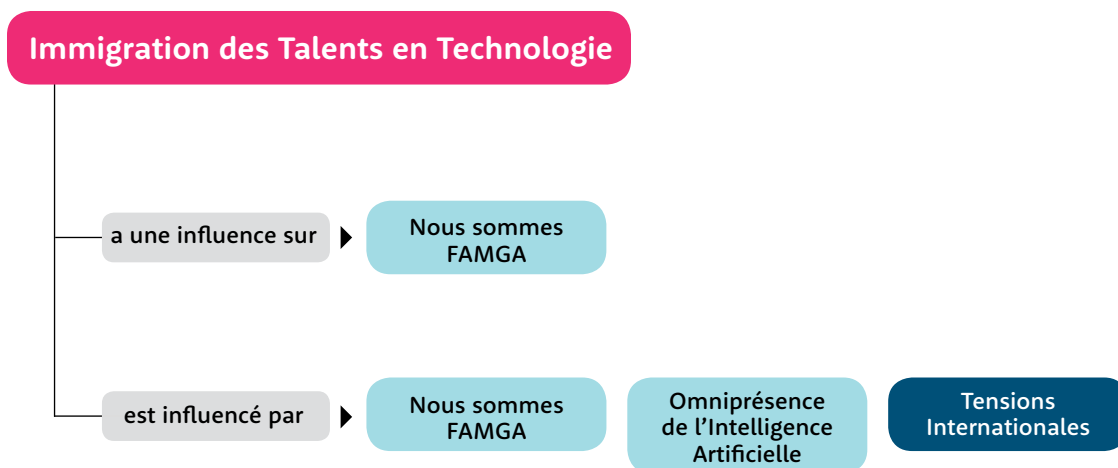 Immigration des Talents en Technologie
a une influence sur
Nous sommes
FAMGA
est influencé par
Nous sommes
FAMGA
Omniprésence
de l’Intelligence
Artificielle
Tensions
Internationales